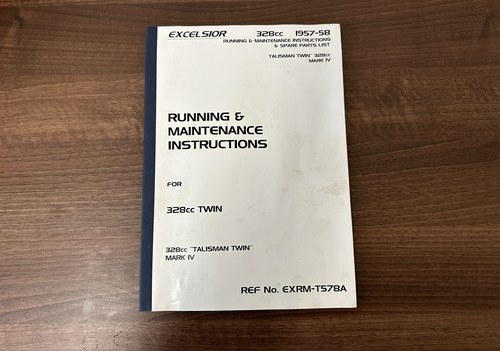 EXCELSIOR 328cc 1957-58
RUNNING & MAINTENANCE INSTRUCTIONS
& SPARE PARTS LIST
TALISMAN TWIN" 328cc
MARK IV
RUNNING &
MAINTENANCE
INSTRUCTIONS
FOR
328cc TWIN
328cc "TALISMAN TWIN"
MARK IV
REF No. EXRM-T578A